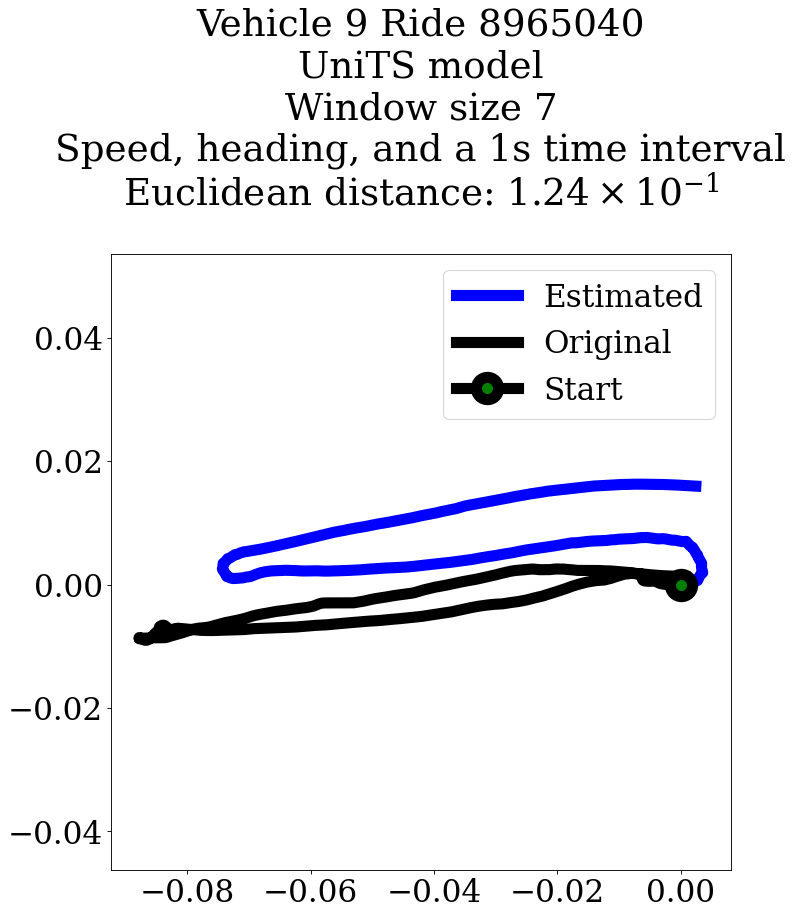 Vehicle 9 Ride 8965040
UniTS model
Window size 7
Speed, heading, and a 1s time interval
Euclidean distance: 1.24 × 10⁻¹
Estimated
Original
Start
0.04
0.02
0.00
−0.02
−0.04
−0.08 −0.06 −0.04 −0.02 0.00